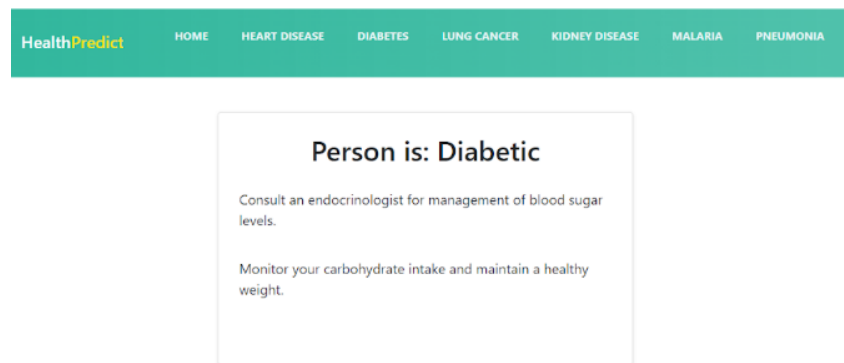 HealthPredict HOME HEART DISEASE DIABETES LUNG CANCER KIDNEY DISEASE MALARIA PNEUMONIA
Person is: Diabetic
Consult an endocrinologist for management of blood sugar
levels.
Monitor your carbohydrate intake and maintain a healthy
weight.